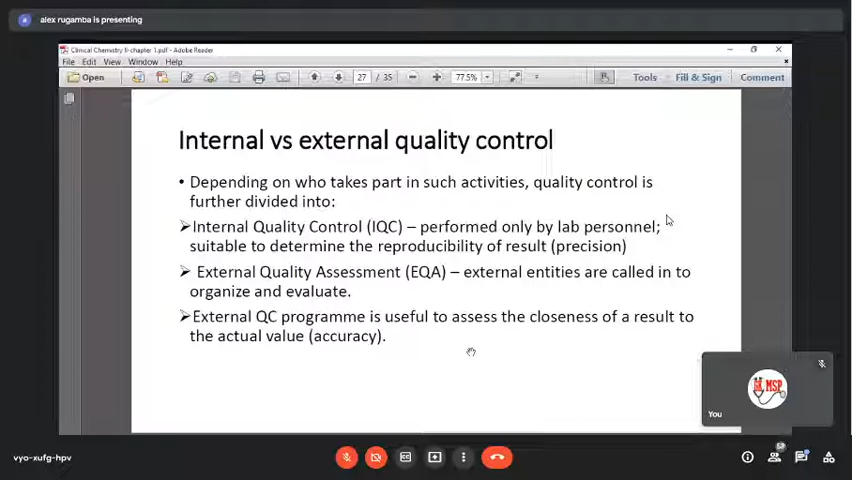 alex rugamba is presenting
Clinical Chemistry II-chapter 1.pdf - Adobe Reader
File Edit View Window Help
Open 27 / 35 77.5% Tools Fill & Sign Comment
Internal vs external quality control
• Depending on who takes part in such activities, quality control is
further divided into:
➢Internal Quality Control (IQC) – performed only by lab personnel;
suitable to determine the reproducibility of result (precision)
➢ External Quality Assessment (EQA) – external entities are called in to
organize and evaluate.
➢External QC programme is useful to assess the closeness of a result to
the actual value (accuracy).
MSP
You
vyo-xufg-hpv